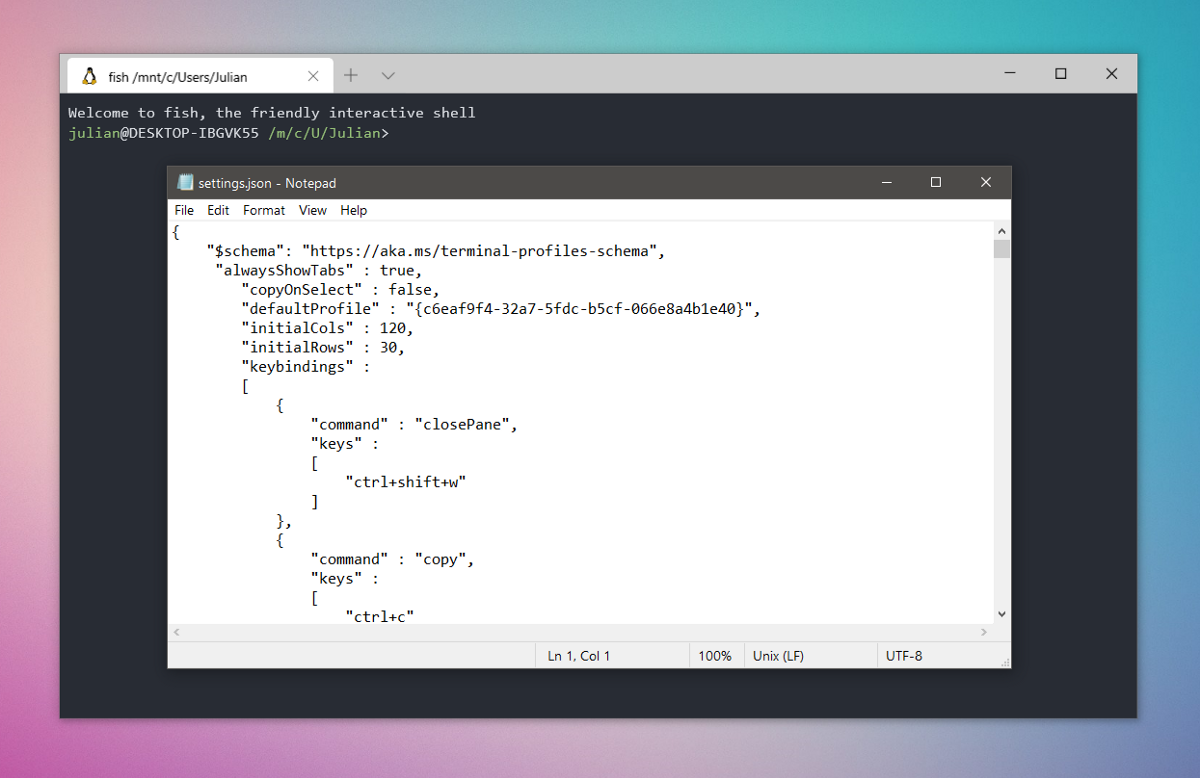 fish /mnt/c/Users/Julian
Welcome to fish, the friendly interactive shell
julian@DESKTOP-IBGVK55 /m/c/U/Julian>
settings.json - Notepad
File Edit Format View Help
{
    "$schema": "https://aka.ms/terminal-profiles-schema",
     "alwaysShowTabs" : true,
        "copyOnSelect" : false,
        "defaultProfile" : "{c6eaf9f4-32a7-5fdc-b5cf-066e8a4b1e40}",
        "initialCols" : 120,
        "initialRows" : 30,
        "keybindings" :
        [
            {
                "command" : "closePane",
                "keys" :
                [
                    "ctrl+shift+w"
                ]
            },
            {
                "command" : "copy",
                "keys" :
                [
                    "ctrl+c"
Ln 1, Col 1 100% Unix (LF) UTF-8